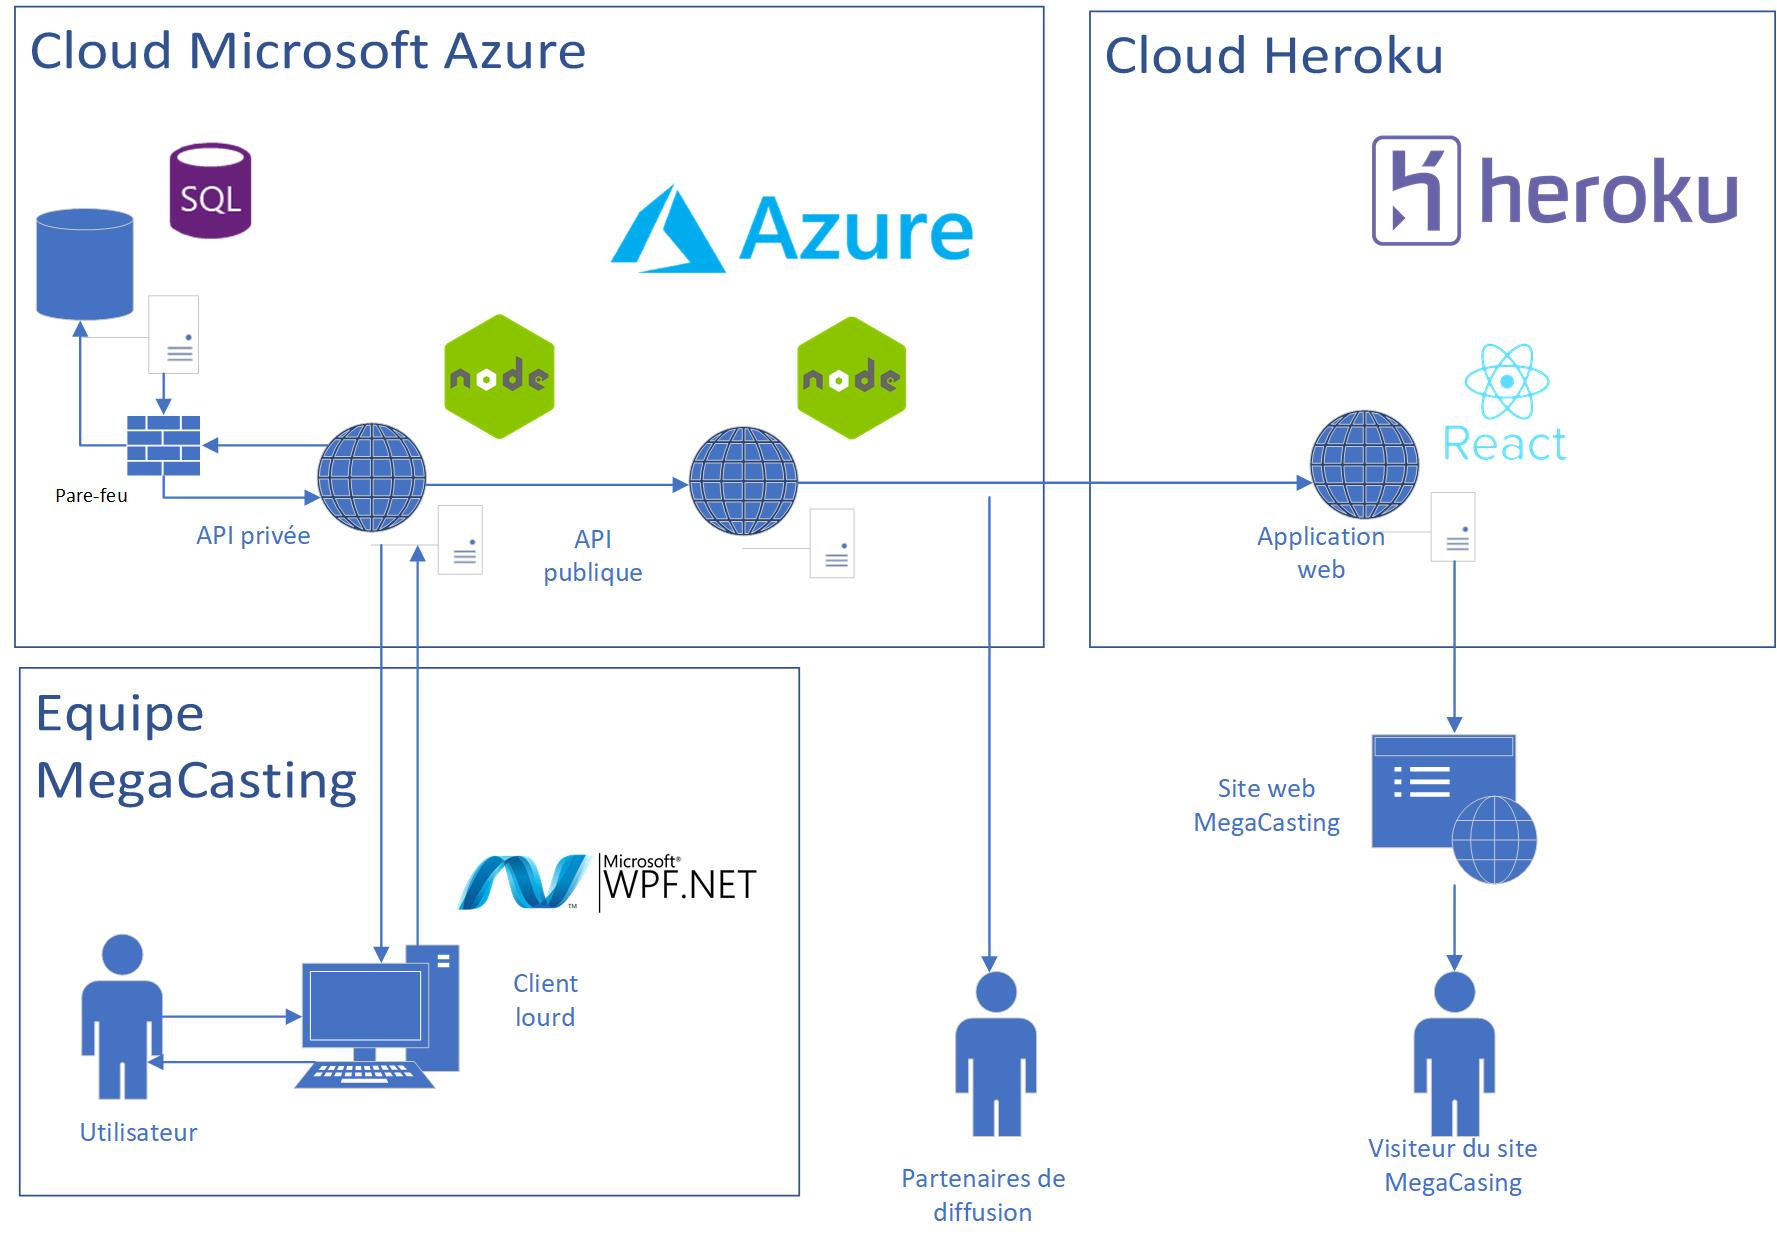 Cloud Microsoft Azure
Cloud Heroku
SQL
Azure
heroku
node
node
React
Pare-feu
API privée
API
publique
Application
web
Equipe
MegaCasting
Site web
MegaCasting
Microsoft®
WPF.NET
TM
Client
lourd
Utilisateur
Partenaires de
diffusion
Visiteur du site
MegaCasing